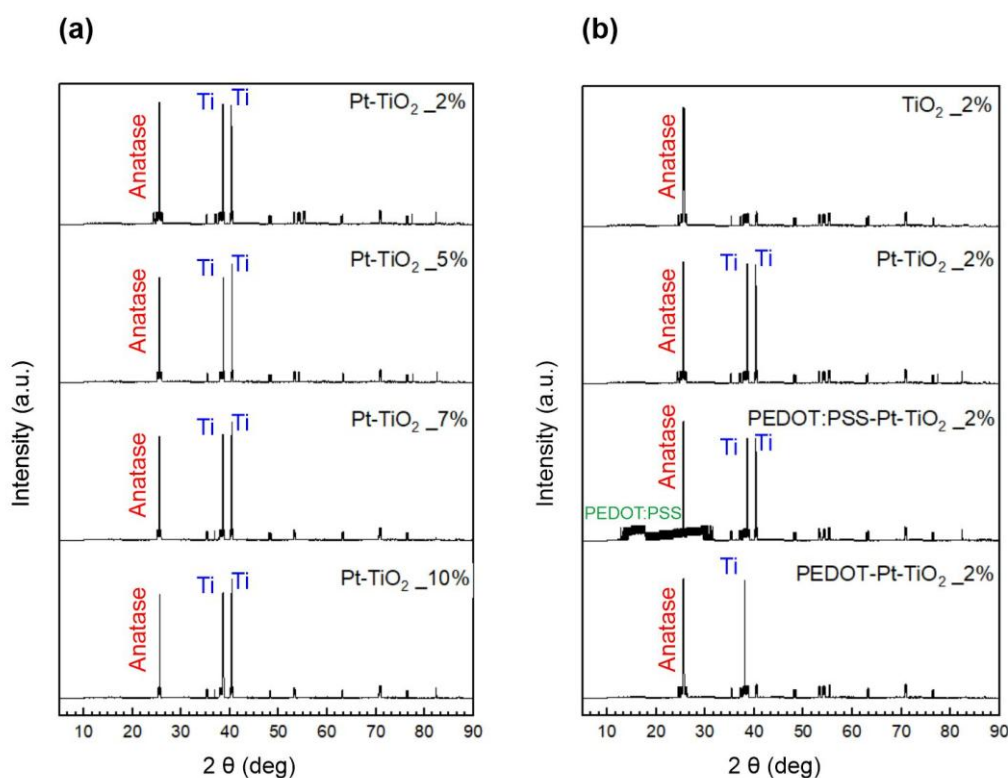 (a)
Intensity (a.u.)
Ti
Ti
Pt-TiO₂ _2%
Anatase
Ti
Ti
Pt-TiO₂ _5%
Anatase
Ti
Ti
Pt-TiO₂ _7%
Anatase
Ti
Ti
Pt-TiO₂ _10%
Anatase
10 20 30 40 50 60 70 80 90
2 θ (deg)
(b)
Intensity (a.u.)
TiO₂ _2%
Anatase
Ti
Ti
Pt-TiO₂ _2%
Anatase
PEDOT:PSS-Pt-TiO₂ _2%
Ti
Ti
Anatase
PEDOT:PSS
Ti
PEDOT-Pt-TiO₂ _2%
Anatase
10 20 30 40 50 60 70 80 90
2 θ (deg)